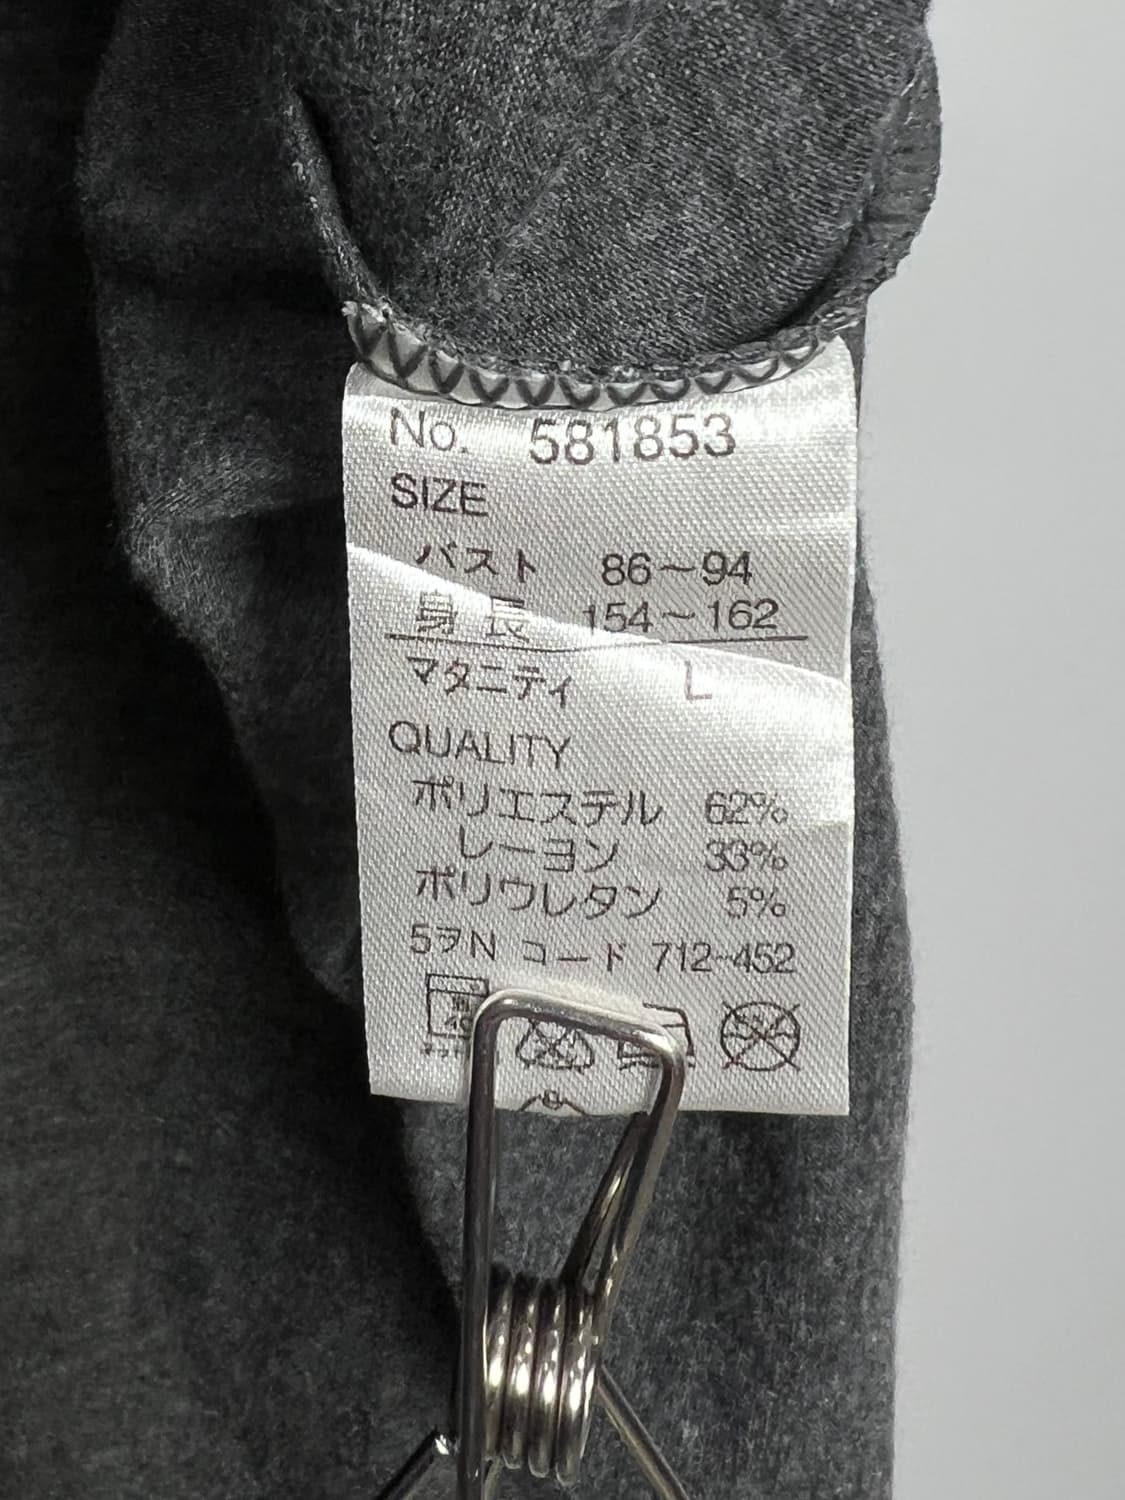 No. 581853
SIZE
バスト 86～94
身長 154～162
マタニティ L
QUALITY
ポリエステル 62%
レーヨン 33%
ポリウレタン 5%
5ヲN コード 712-452